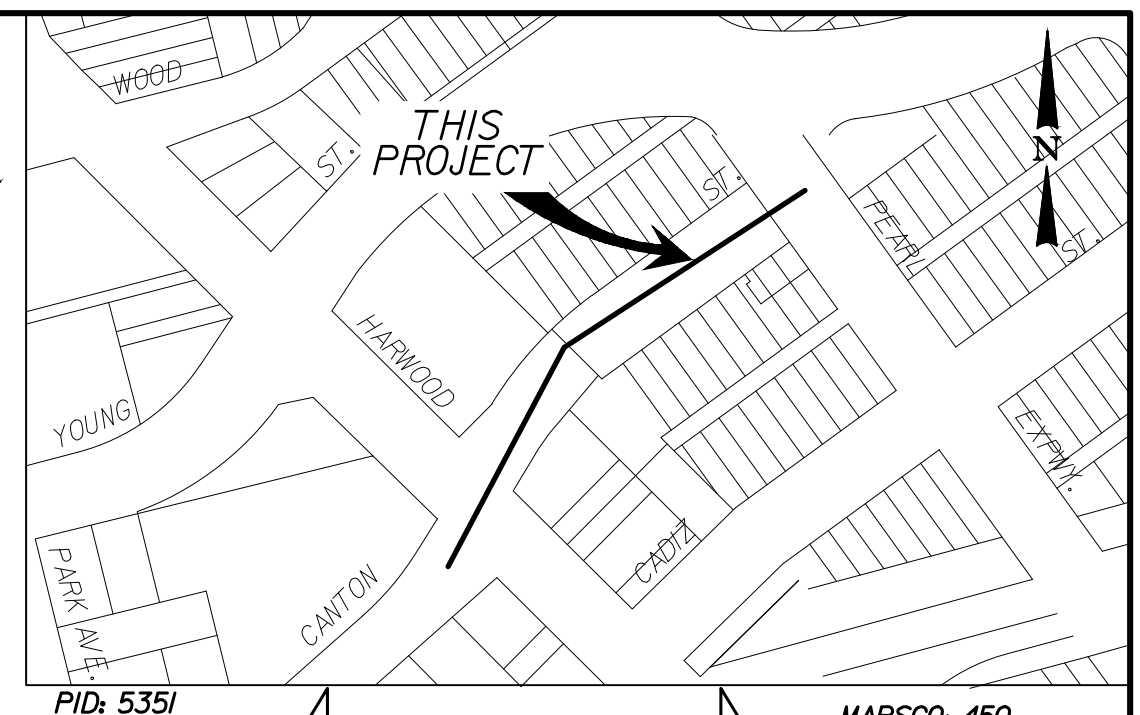 WOOD
THIS
PROJECT
ST.
ST.
N
PEARL
ST.
HARWOOD
YOUNG
EXPWY.
CADIZ
PARK AVE.
CANTON
PID: 5351